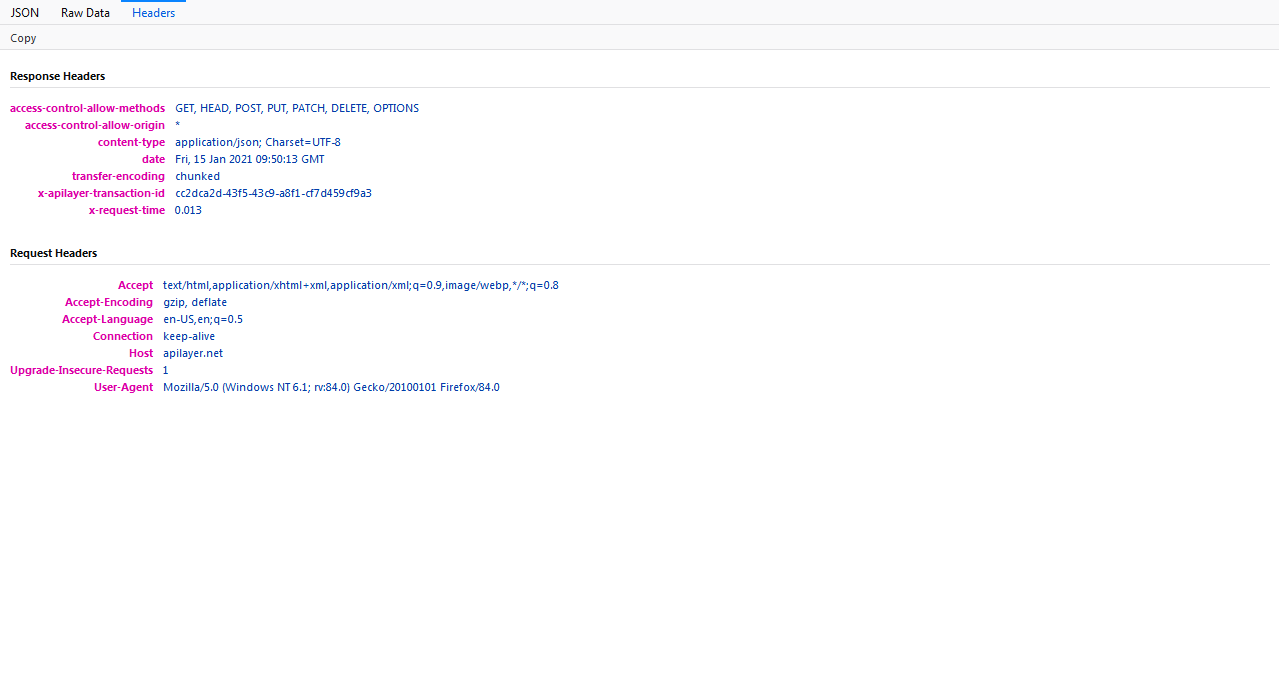 JSON Raw Data Headers
Copy
Response Headers
access-control-allow-methods GET, HEAD, POST, PUT, PATCH, DELETE, OPTIONS
access-control-allow-origin *
content-type application/json; Charset=UTF-8
date Fri, 15 Jan 2021 09:50:13 GMT
transfer-encoding chunked
x-apilayer-transaction-id cc2dca2d-43f5-43c9-a8f1-cf7d459cf9a3
x-request-time 0.013
Request Headers
Accept text/html,application/xhtml+xml,application/xml;q=0.9,image/webp,*/*;q=0.8
Accept-Encoding gzip, deflate
Accept-Language en-US,en;q=0.5
Connection keep-alive
Host apilayer.net
Upgrade-Insecure-Requests 1
User-Agent Mozilla/5.0 (Windows NT 6.1; rv:84.0) Gecko/20100101 Firefox/84.0